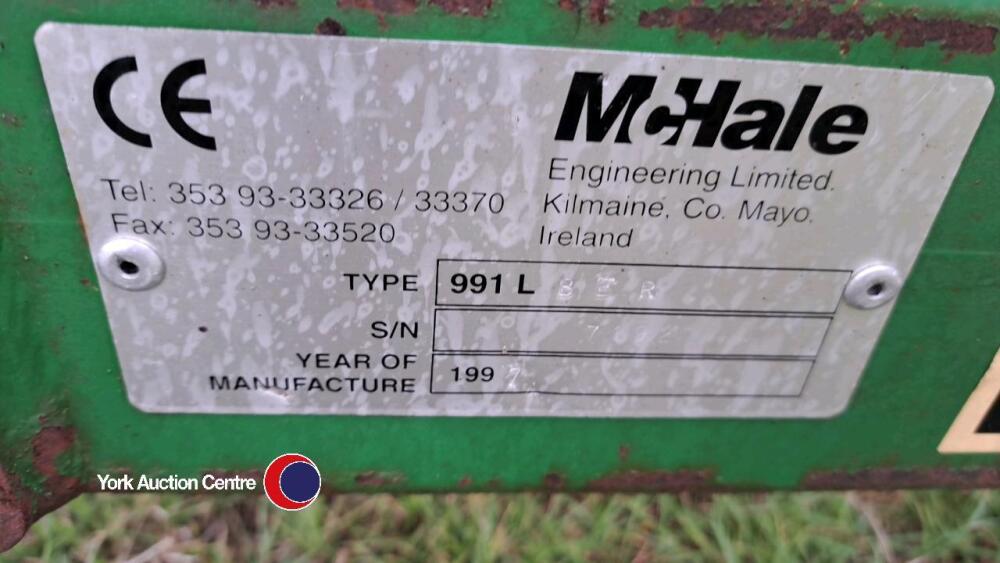 CE
McHale
Engineering Limited.
Kilmaine, Co. Mayo.
Ireland
Tel: 353 93-33326 / 33370
Fax: 353 93-33520
TYPE 991 L B E R
S/N
YEAR OF MANUFACTURE 1997
York Auction Centre